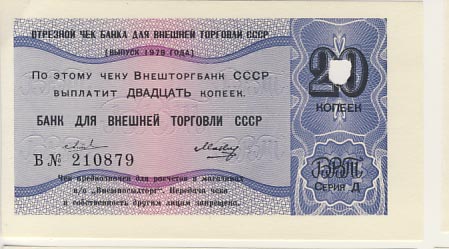 ОТРЕЗНОЙ ЧЕК БАНКА ДЛЯ ВНЕШНЕЙ ТОРГОВЛИ СССР
(ВЫПУСК 1979 ГОДА)
По этому чеку Внешторгбанк СССР
выплатит ДВАДЦАТЬ копеек.
БАНК ДЛЯ ВНЕШНЕЙ ТОРГОВЛИ СССР
В № 210879
Чек предназначен для расчетов в магазинах
в/о „Внешпосылторг". Передача чека
в собственность другим лицам запрещена.
20
КОПЕЕК
ВВТ
Серия Д